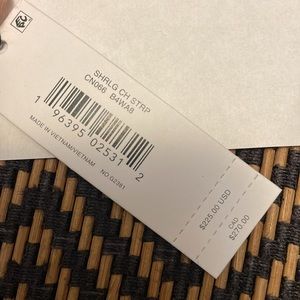 SHRLG CH STRP
CN066 B4WA8
1 96395 02531 2
MADE IN VIETNAM/VIETNAM
NO.G2981
$225.00 USD
CAD
$270.00